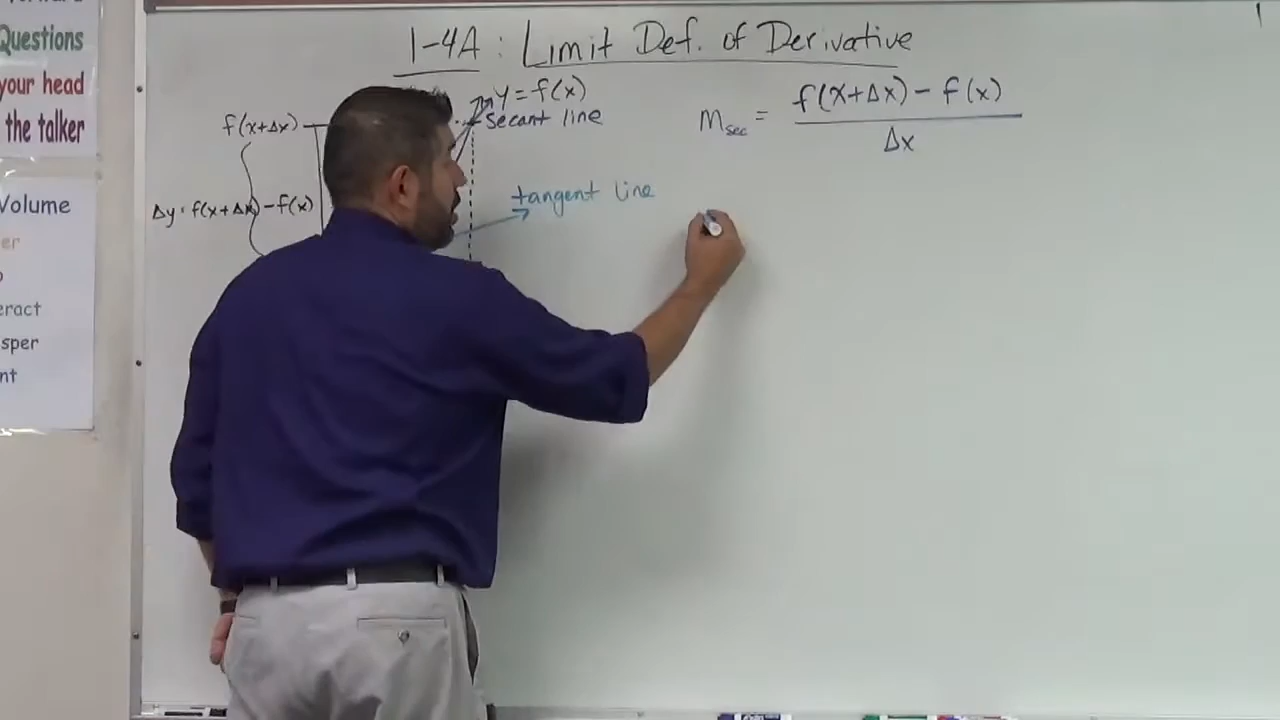 Questions
your head
the talker
Volume
1-4A : Limit Def. of Derivative
y = f(x)
secant line
f(x+Δx)
Δy = f(x+Δx) - f(x)
tangent line
m_sec = \frac{f(x+Δx) - f(x)}{Δx}